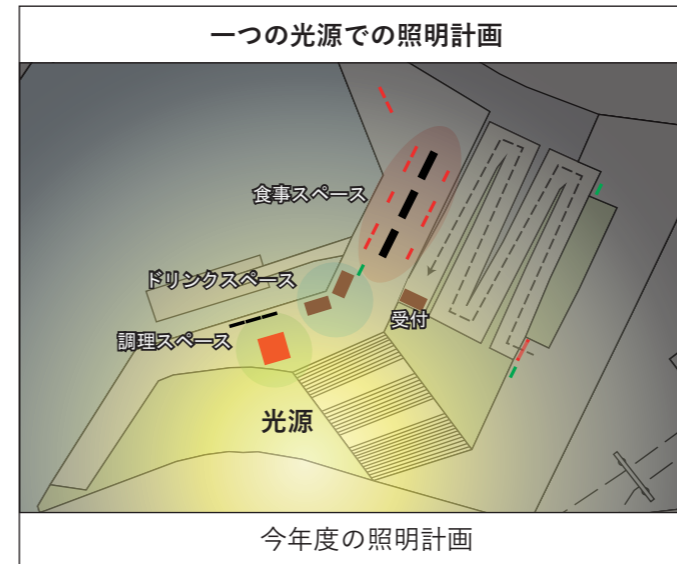 一つの光源での照明計画
食事スペース
ドリンクスペース
受付
調理スペース
光源
今年度の照明計画